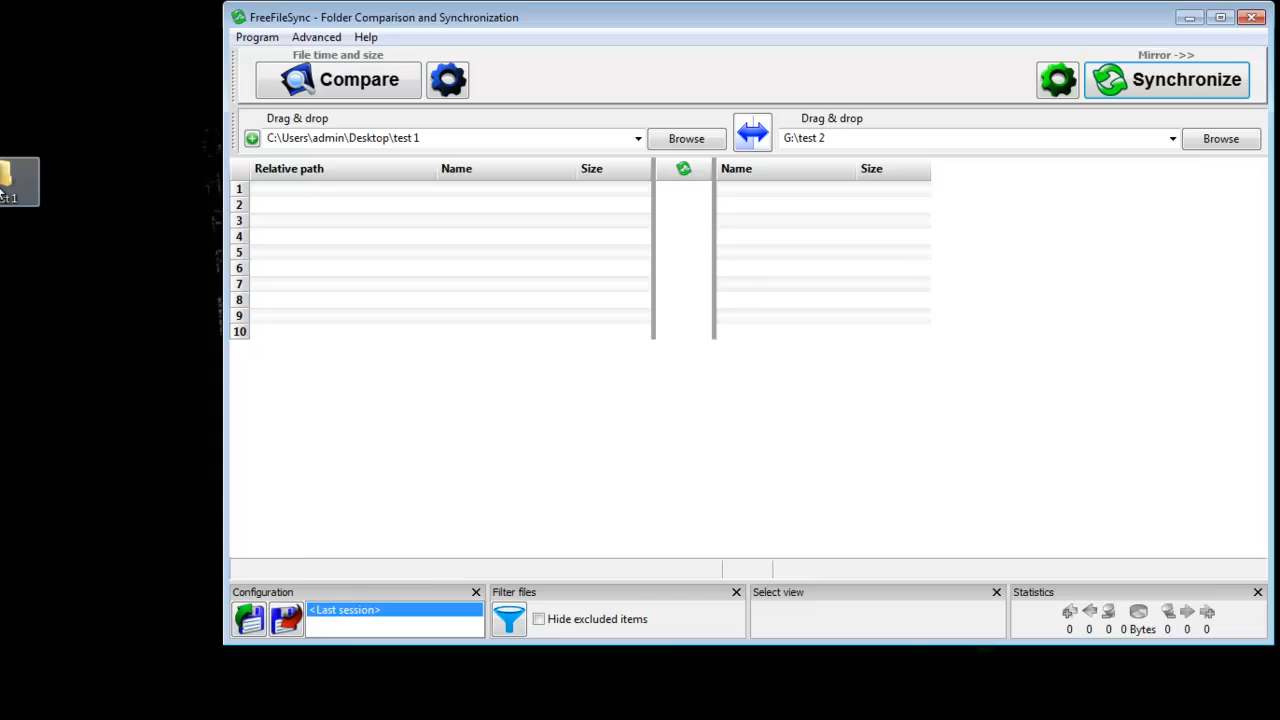 FreeFileSync - Folder Comparison and Synchronization
Program Advanced Help
File time and size
Mirror ->>
Compare
Synchronize
Drag & drop
Drag & drop
C:\Users\admin\Desktop\test 1
Browse
G:\test 2
Browse
Relative path Name Size Name Size
1
2
3
4
5
6
7
8
9
10
Configuration
Filter files
Select view
Statistics
<Last session>
Hide excluded items
0 0 0 0 Bytes 0 0 0